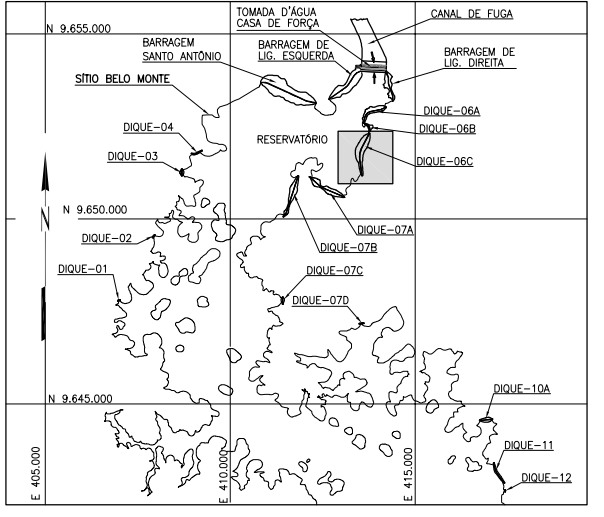 TOMADA D'ÁGUA
CASA DE FORÇA
CANAL DE FUGA
N 9.655.000
BARRAGEM
SANTO ANTÔNIO
BARRAGEM DE
LIG. ESQUERDA
BARRAGEM DE
LIG. DIREITA
SÍTIO BELO MONTE
DIQUE-06A
DIQUE-04
DIQUE-06B
RESERVATÓRIO
DIQUE-03
DIQUE-06C
N
N 9.650.000
DIQUE-07A
DIQUE-02
DIQUE-07B
DIQUE-01
DIQUE-07C
DIQUE-07D
DIQUE-10A
N 9.645.000
DIQUE-11
DIQUE-12
E 405.000
E 410.000
E 415.000